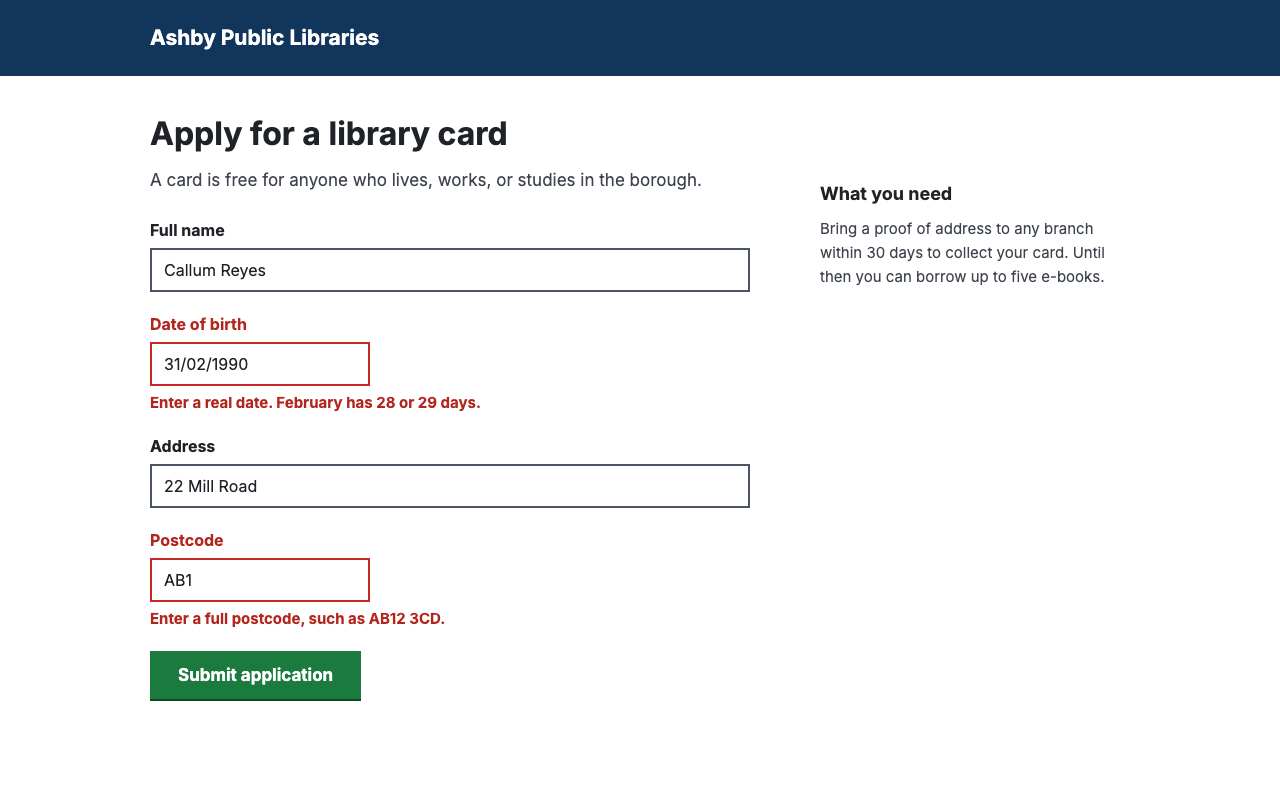 Ashby Public Libraries
Apply for a library card
A card is free for anyone who lives, works, or studies in the borough.
Full name
Callum Reyes
Date of birth
31/02/1990
Enter a real date. February has 28 or 29 days.
Address
22 Mill Road
Postcode
AB1
Enter a full postcode, such as AB12 3CD.
Submit application
What you need
Bring a proof of address to any branch
within 30 days to collect your card. Until
then you can borrow up to five e-books.